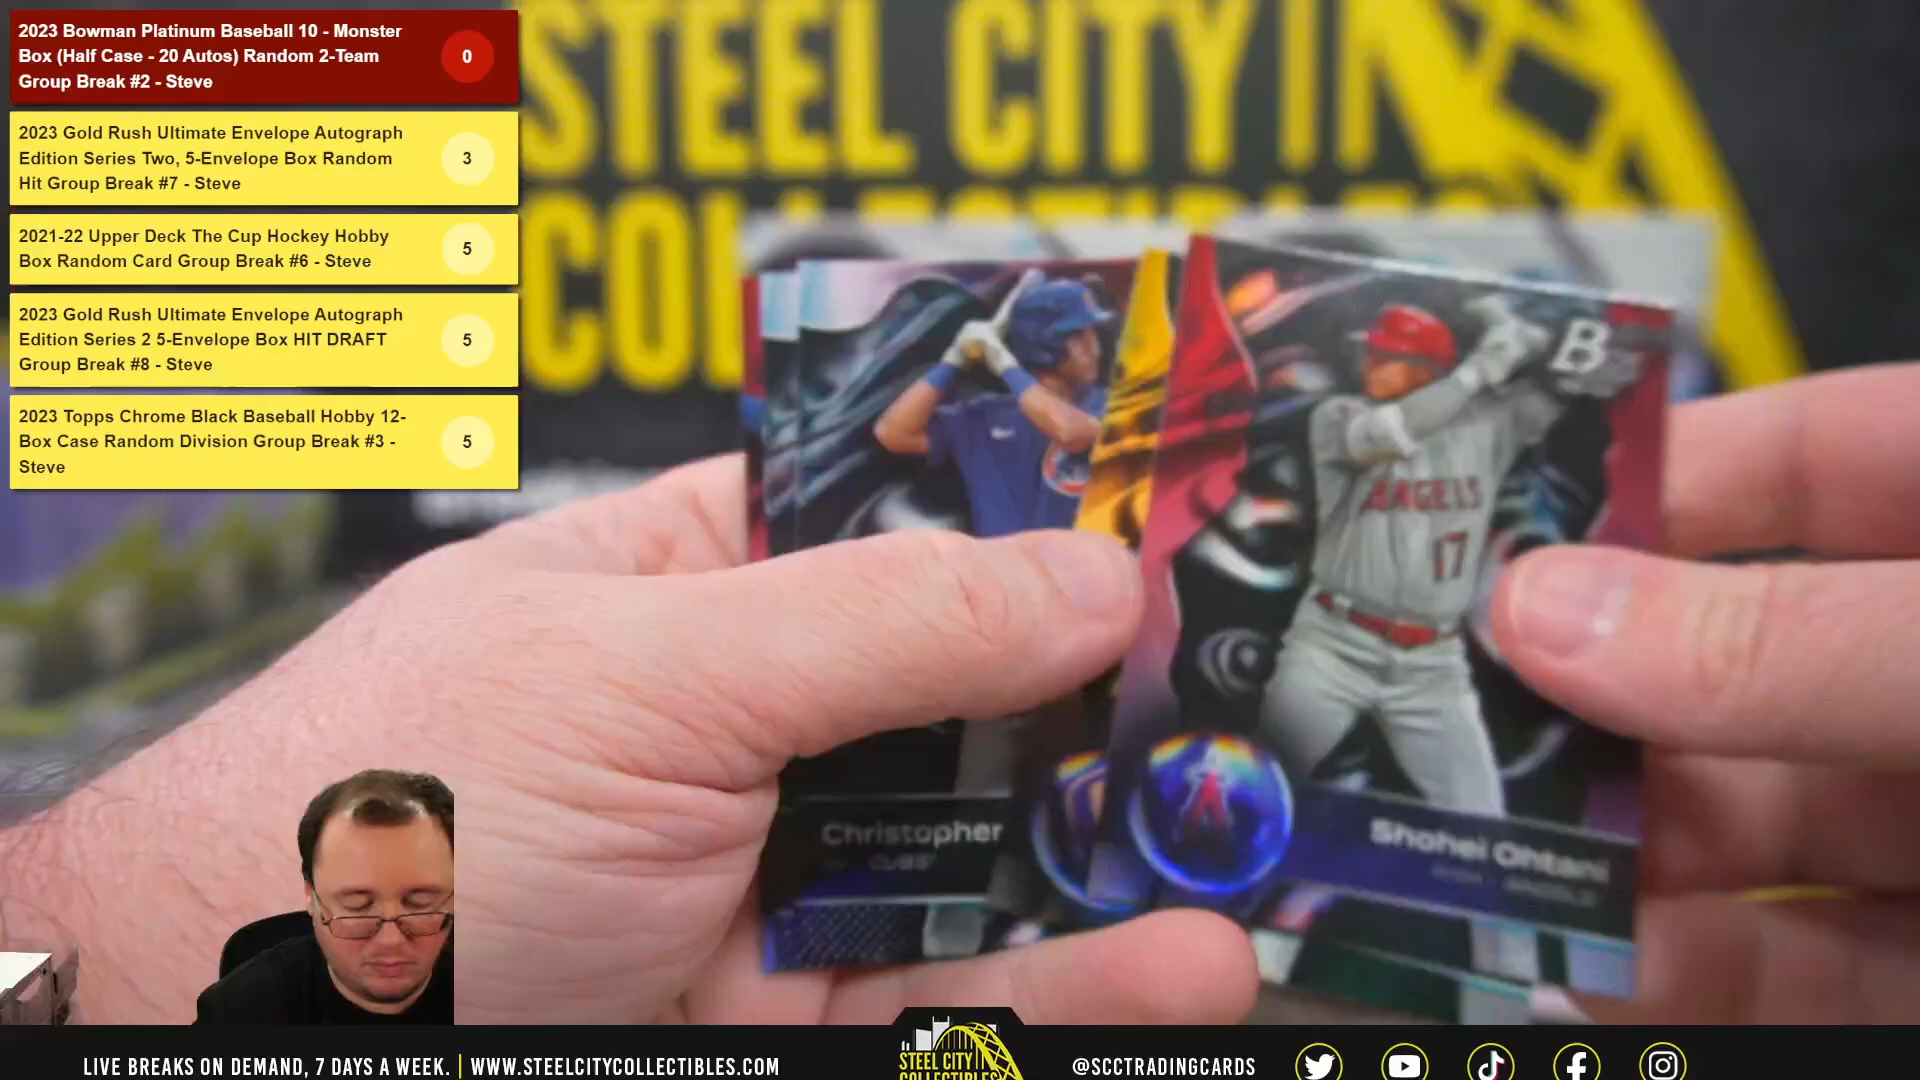 2023 Bowman Platinum Baseball 10 - Monster
Box (Half Case - 20 Autos) Random 2-Team
Group Break #2 - Steve
0
2023 Gold Rush Ultimate Envelope Autograph
Edition Series Two, 5-Envelope Box Random
Hit Group Break #7 - Steve
3
2021-22 Upper Deck The Cup Hockey Hobby
Box Random Card Group Break #6 - Steve
5
2023 Gold Rush Ultimate Envelope Autograph
Edition Series 2 5-Envelope Box HIT DRAFT
Group Break #8 - Steve
5
2023 Topps Chrome Black Baseball Hobby 12-
Box Case Random Division Group Break #3 -
Steve
5
STEEL CITY
COLLECTIBLES
B
ANGELS
17
Christopher
CUBS
Shohei Ohtani
LIVE BREAKS ON DEMAND, 7 DAYS A WEEK. | WWW.STEELCITYCOLLECTIBLES.COM
STEEL CITY
COLLECTIBLES
@SCCTRADINGCARDS